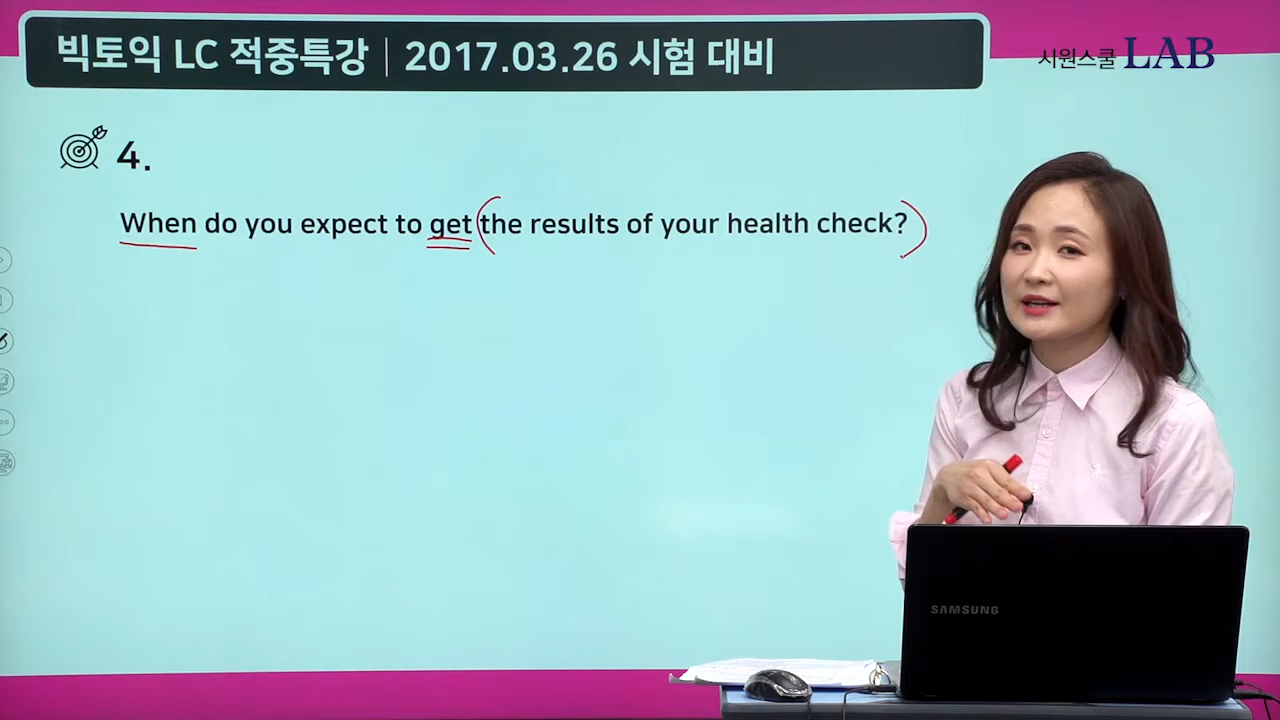 빅토익 LC 적중특강 | 2017.03.26 시험 대비
시원스쿨 LAB
4.
When do you expect to get the results of your health check?
SAMSUNG